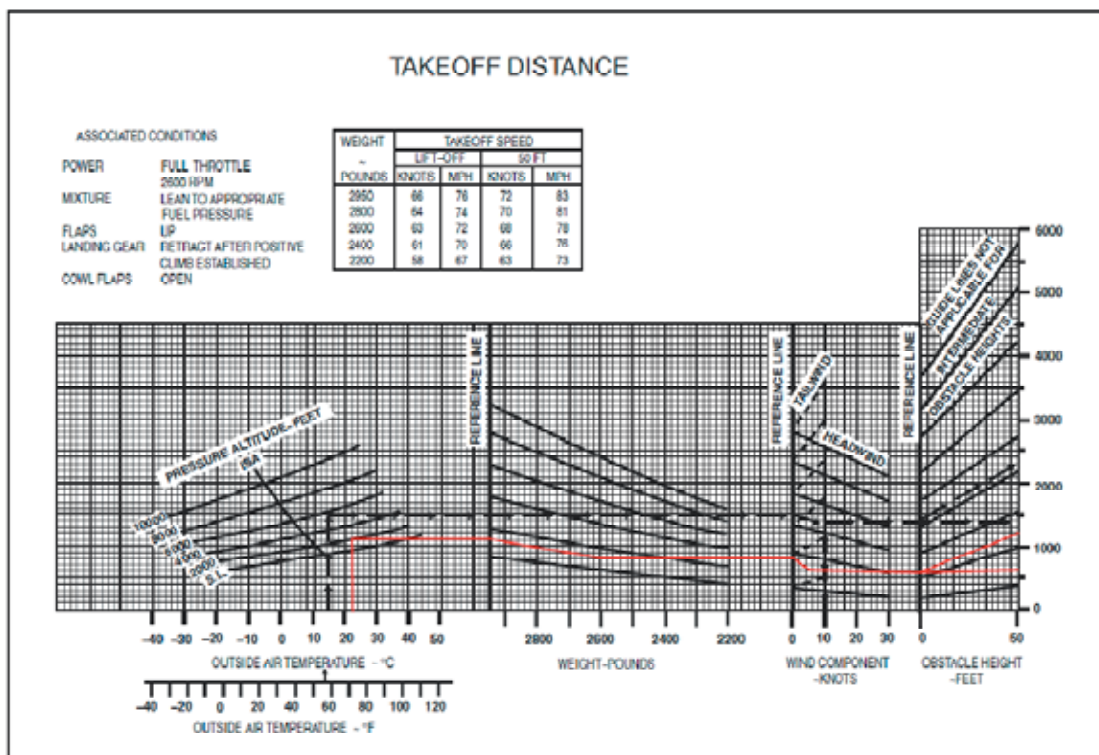 TAKEOFF DISTANCE
ASSOCIATED CONDITIONS
POWER FULL THROTTLE
2600 RPM
MIXTURE LEAN TO APPROPRIATE
FUEL PRESSURE
FLAPS UP
LANDING GEAR RETRACT AFTER POSITIVE
CLIMB ESTABLISHED
COWL FLAPS OPEN
WEIGHT TAKEOFF SPEED
~ LIFT-OFF 50 FT
POUNDS KNOTS MPH KNOTS MPH
2950 66 76 72 83
2800 64 74 70 81
2600 63 72 68 78
2400 61 70 66 76
2200 58 67 63 73
GUIDE LINES NOT
APPLICABLE FOR
INTERMEDIATE
OBSTACLE HEIGHTS
6000
5000
4000
3000
2000
1000
0
REFERENCE LINE
REFERENCE LINE
REFERENCE LINE
TAILWIND
HEADWIND
PRESSURE ALTITUDE-FEET
ISA
10000
8000
6000
4000
2000
S.L.
-40 -30 -20 -10 0 10 20 30 40 50
OUTSIDE AIR TEMPERATURE ~ °C
-40 -20 0 20 40 60 80 100 120
OUTSIDE AIR TEMPERATURE ~ °F
2800 2600 2400 2200
WEIGHT-POUNDS
0 10 20 30
WIND COMPONENT
-KNOTS
0 50
OBSTACLE HEIGHT
-FEET